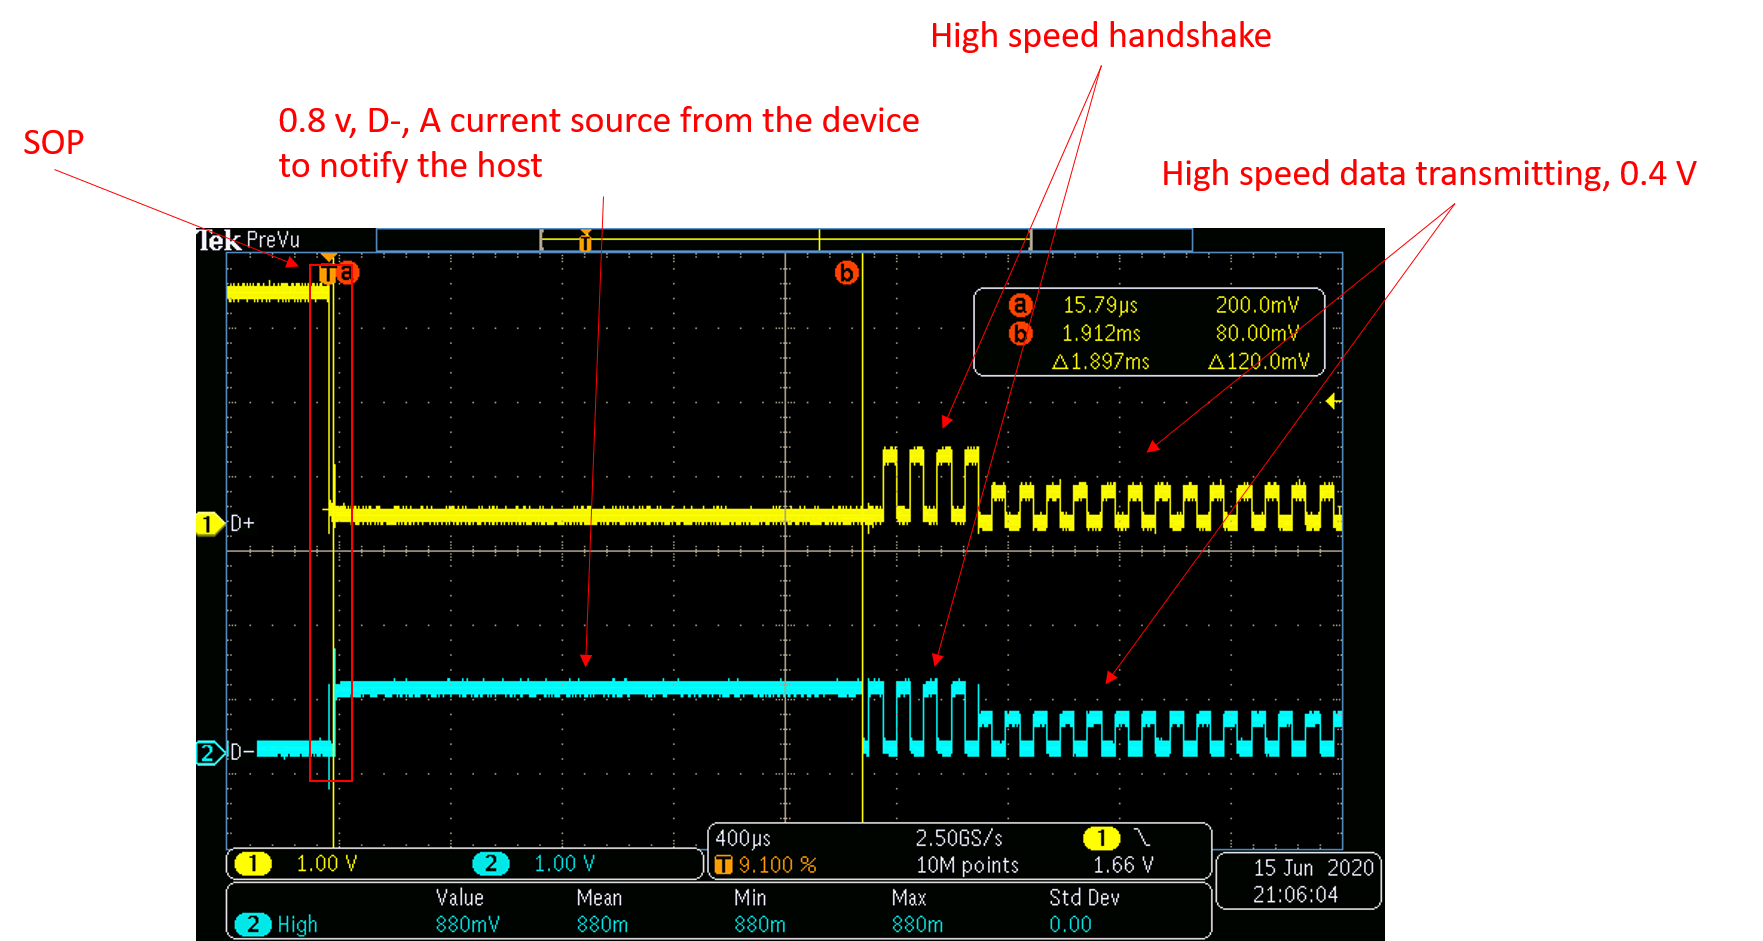 High speed handshake
0.8 v, D-, A current source from the device
to notify the host
SOP
High speed data transmitting, 0.4 V
Tek PreVu
T
T a
b
a 15.79µs 200.0mV
b 1.912ms 80.00mV
Δ1.897ms Δ120.0mV
1 D+
2 D-
400µs 2.50GS/s 1
T 9.100 % 10M points 1.66 V
1 1.00 V 2 1.00 V
15 Jun 2020
21:06:04
Value Mean Min Max Std Dev
2 High 880mV 880m 880m 880m 0.00